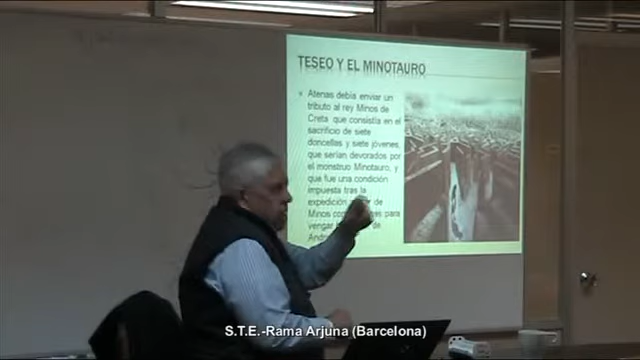 TESEO Y EL MINOTAURO
Atenas debía enviar un
tributo al rey Minos de
Creta que consistía en el
sacrificio de siete
doncellas y siete jóvenes,
que serían devorados por
el monstruo Minotauro, y
que fue una condición
impuesta tras la
expedición de
Minos para
vengar de
S.T.E.-Rama Arjuna (Barcelona)